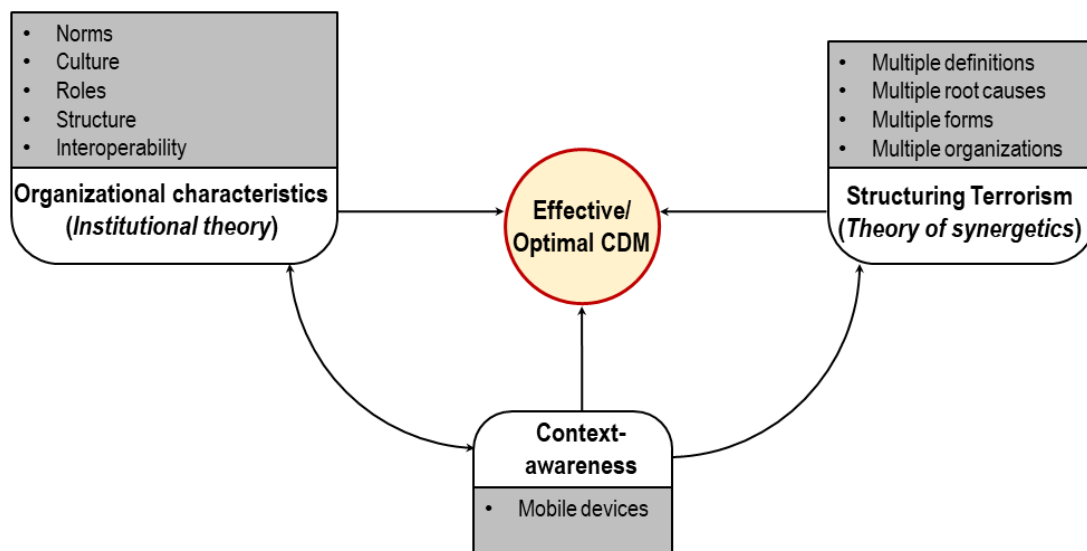 • Norms
• Culture
• Roles
• Structure
• Interoperability
Organizational characteristics
(Institutional theory)
Effective/
Optimal CDM
• Multiple definitions
• Multiple root causes
• Multiple forms
• Multiple organizations
Structuring Terrorism
(Theory of synergetics)
Context-
awareness
• Mobile devices